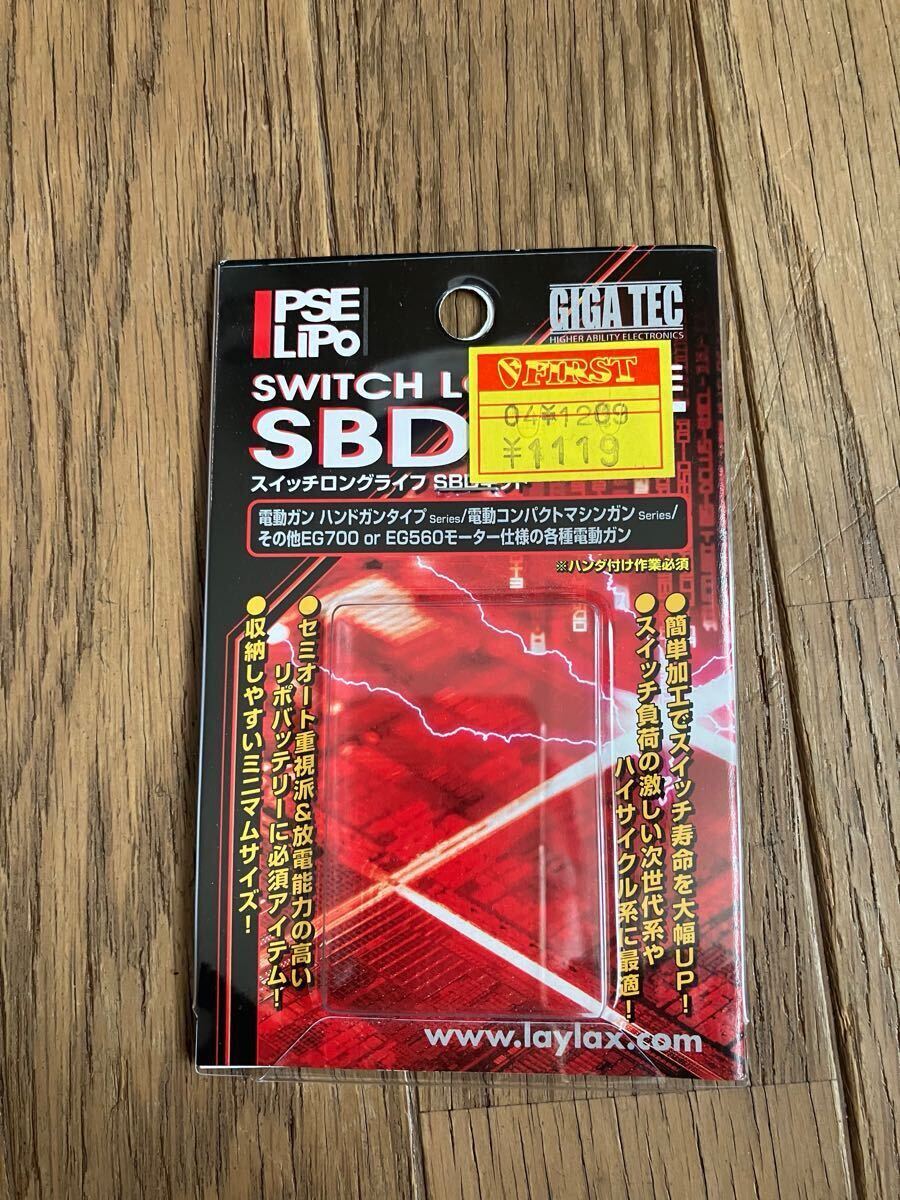 PSE
LiPo
GIGA TEC
HIGHER ABILITY ELECTRONICS
SWITCH
SBD
FIRST
¥1119
スイッチロングライフ SBDキット
電動ガン ハンドガンタイプ Series/電動コンパクトマシンガン Series/
その他EG700 or EG560モーター仕様の各種電動ガン
※ハンダ付け作業必須
●簡単加工でスイッチ寿命を大幅UP!
●スイッチ負荷の激しい次世代系や
ハイサイクル系に最適!
●セミオート重視派&放電能力の高い
リポバッテリーに必須アイテム!
●収納しやすいミニマムサイズ!
www.laylax.com